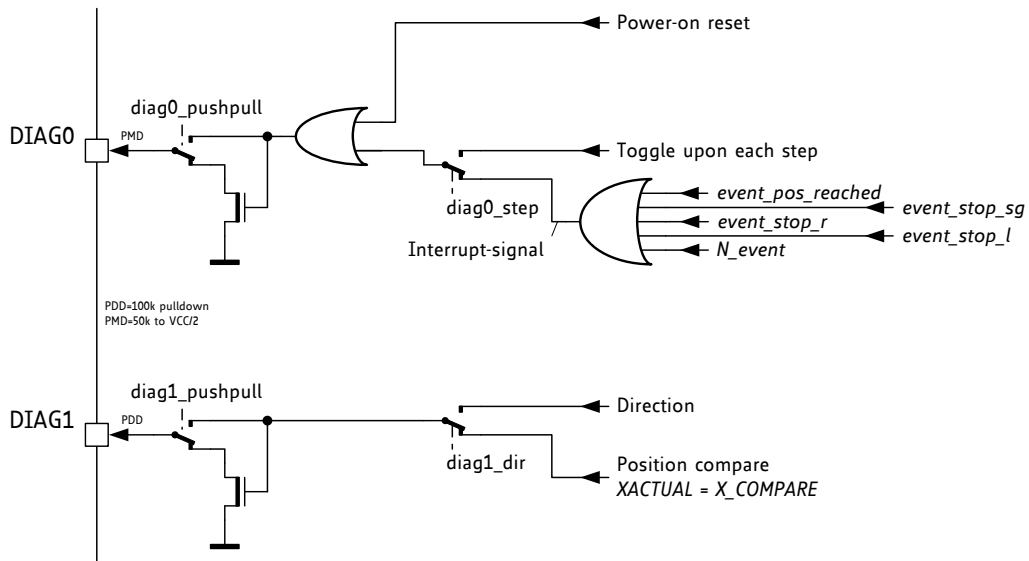 Power-on reset
diag0_pushpull
DIAG0
PMD
Toggle upon each step
event_pos_reached
diag0_step
event_stop_sg
event_stop_r
Interrupt-signal
event_stop_l
N_event
PDD=100k pulldown
PMD=50k to VCC/2
diag1_pushpull
Direction
DIAG1
PDD
diag1_dir
Position compare
XACTUAL = X_COMPARE